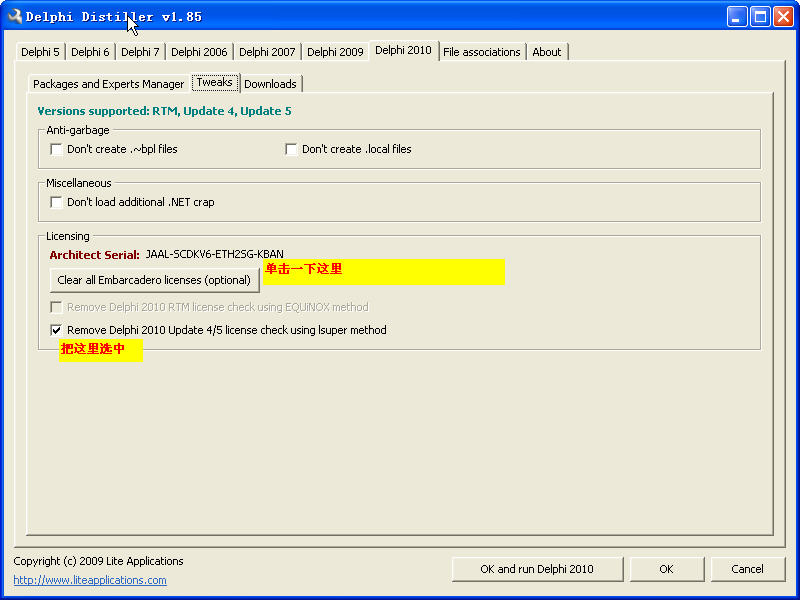 Delphi Distiller v1.85
Delphi 5 Delphi 6 Delphi 7 Delphi 2006 Delphi 2007 Delphi 2009 Delphi 2010 File associations About
Packages and Experts Manager Tweaks Downloads
Versions supported: RTM, Update 4, Update 5
Anti-garbage
Don't create .~bpl files Don't create .local files
Miscellaneous
Don't load additional .NET crap
Licensing
Architect Serial: JAAL-SCDKV6-ETH2SG-KBAN
单击一下这里
Clear all Embarcadero licenses (optional)
Remove Delphi 2010 RTM license check using EQUiNOX method
Remove Delphi 2010 Update 4/5 license check using lsuper method
把这里选中
Copyright (c) 2009 Lite Applications
http://www.liteapplications.com
OK and run Delphi 2010 OK Cancel